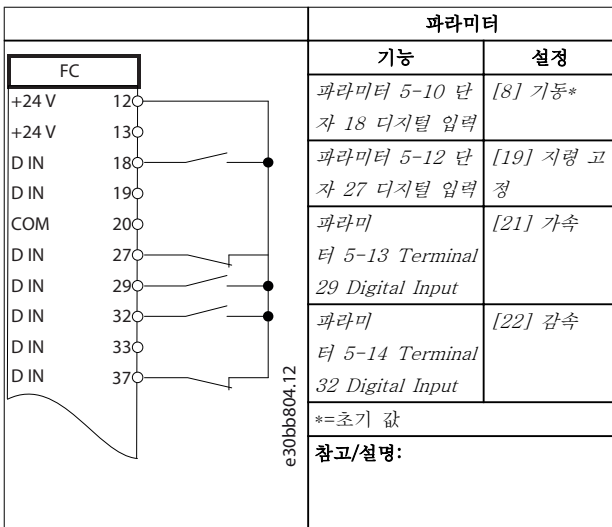 FC
+24 V 12
+24 V 13
D IN 18
D IN 19
COM 20
D IN 27
D IN 29
D IN 32
D IN 33
D IN 37
e30bb804.12
파라미터
기능 설정
파라미터 5-10 단 [8] 기동*
자 18 디지털 입력
파라미터 5-12 단 [19] 지령 고
자 27 디지털 입력 정
파라미 [21] 가속
터 5-13 Terminal
29 Digital Input
파라미 [22] 감속
터 5-14 Terminal
32 Digital Input
*=초기 값
참고/설명: